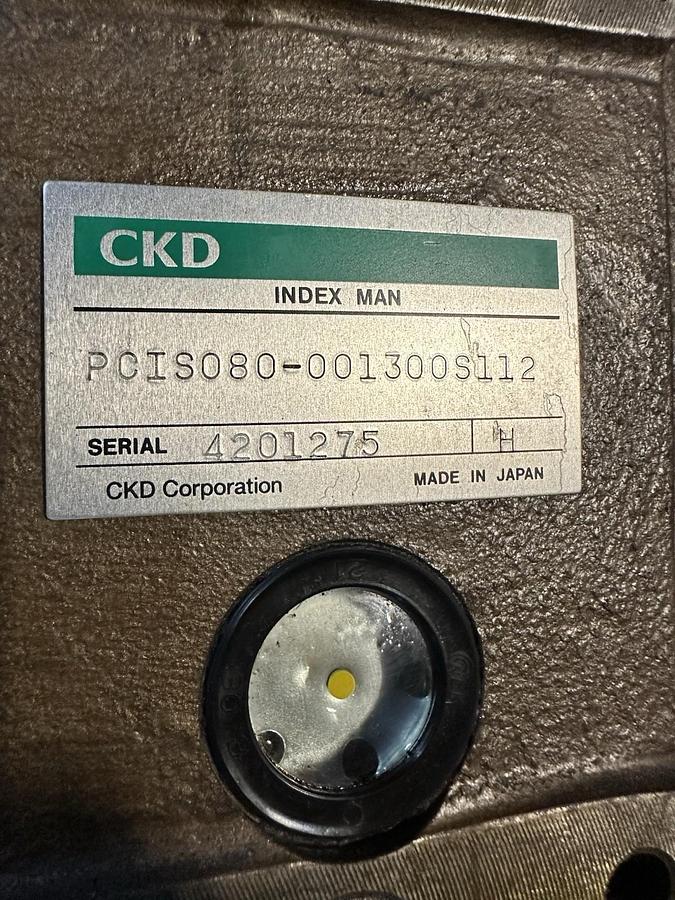 CKD
INDEX MAN
PCIS080-001300S112
SERIAL 4201275 H
CKD Corporation MADE IN JAPAN